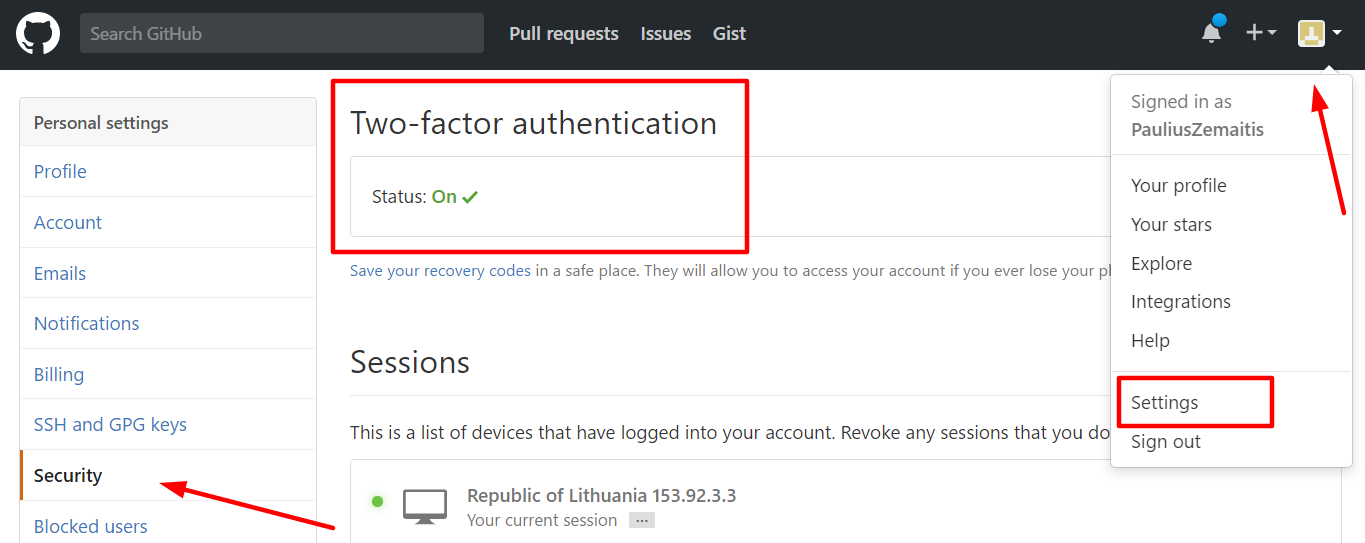 Search GitHub
Pull requests
Issues
Gist
Personal settings
Profile
Account
Emails
Notifications
Billing
SSH and GPG keys
Security
Blocked users
Two-factor authentication
Status: On
Save your recovery codes in a safe place. They will allow you to access your account if you ever lose your
Sessions
This is a list of devices that have logged into your account. Revoke any sessions that you do
Republic of Lithuania 153.92.3.3
Your current session ...
Signed in as
PauliusZemaitis
Your profile
Your stars
Explore
Integrations
Help
Settings
Sign out